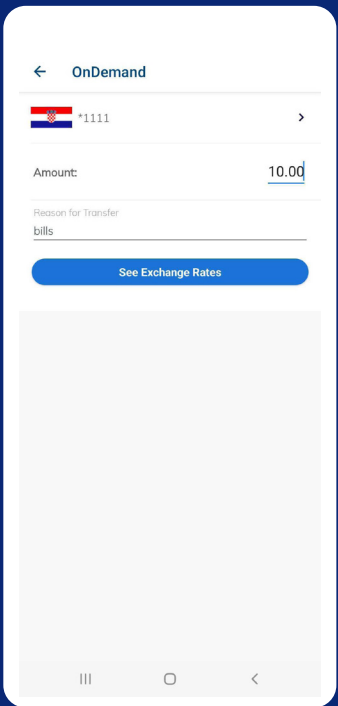 OnDemand
*1111
Amount: 10.00
Reason for Transfer
bills
See Exchange Rates